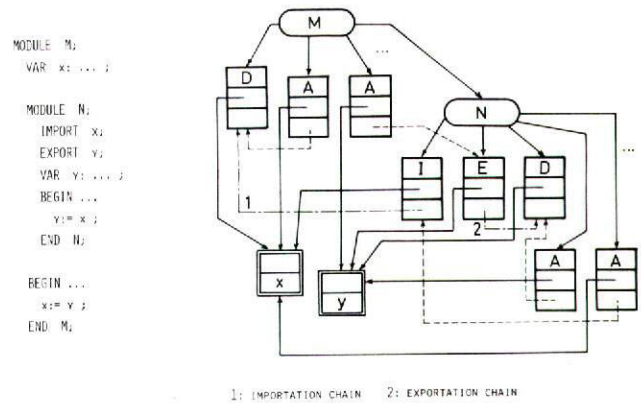 MODULE M;
VAR x: ... ;
MODULE N;
IMPORT x;
EXPORT y;
VAR y: ... ;
BEGIN ...
y:= x ;
END N;
BEGIN ...
x:= y ;
END M;
M
...
D
A
A
N
...
I
E
D
1
2
A
A
x
y
1: IMPORTATION CHAIN 2: EXPORTATION CHAIN